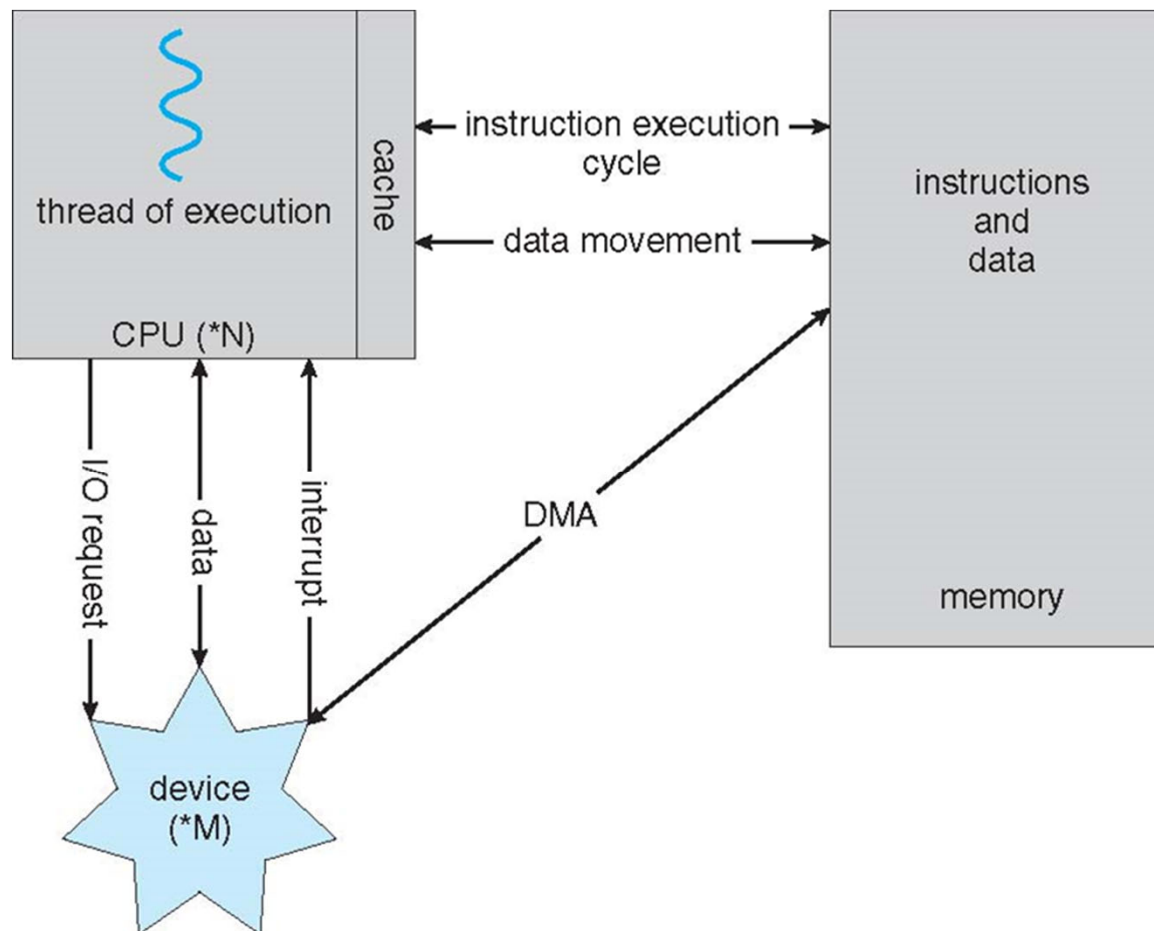 thread of execution
cache
CPU (*N)
instruction execution
cycle
data movement
instructions
and
data
memory
I/O request
data
interrupt
DMA
device
(*M)